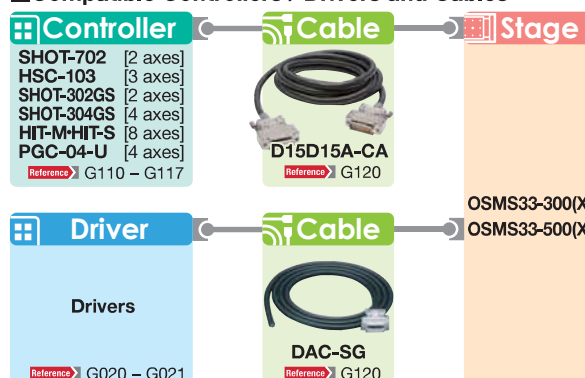 Controller
Cable
Stage
SHOT-702 [2 axes]
HSC-103 [3 axes]
SHOT-302GS [2 axes]
SHOT-304GS [4 axes]
HIT-M•HIT-S [8 axes]
PGC-04-U [4 axes]
Reference G110 – G117
D15D15A-CA
Reference G120
OSMS33-300(X
OSMS33-500(X
Driver
Cable
Drivers
Reference G020 – G021
DAC-SG
Reference G120